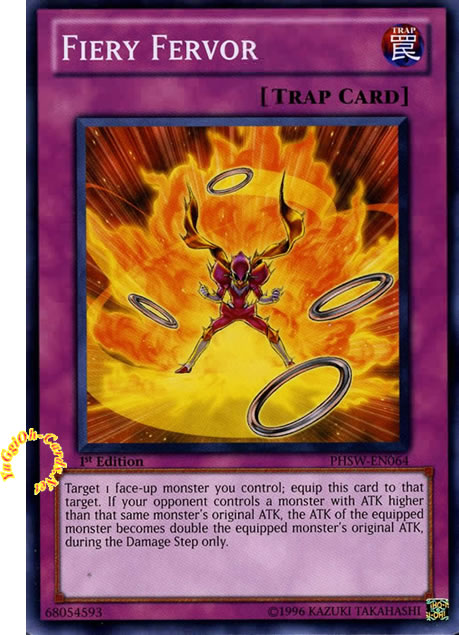 FIERY FERVOR
TRAP
罠
[TRAP CARD]
1st Edition
PHSW-EN064
Target 1 face-up monster you control; equip this card to that
target. If your opponent controls a monster with ATK higher
than that same monster's original ATK, the ATK of the equipped
monster becomes double the equipped monster's original ATK,
during the Damage Step only.
68054593
©1996 KAZUKI TAKAHASHI
YuGgiOh-Cards.Net